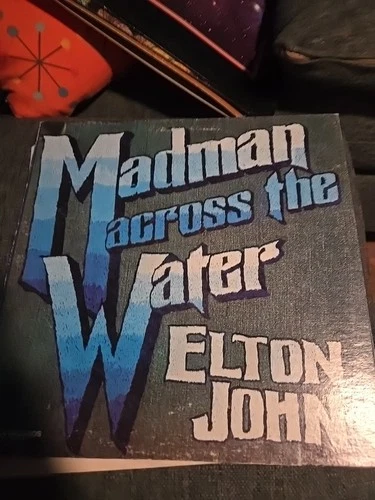 Madman
across the
Water
ELTON
JOHN